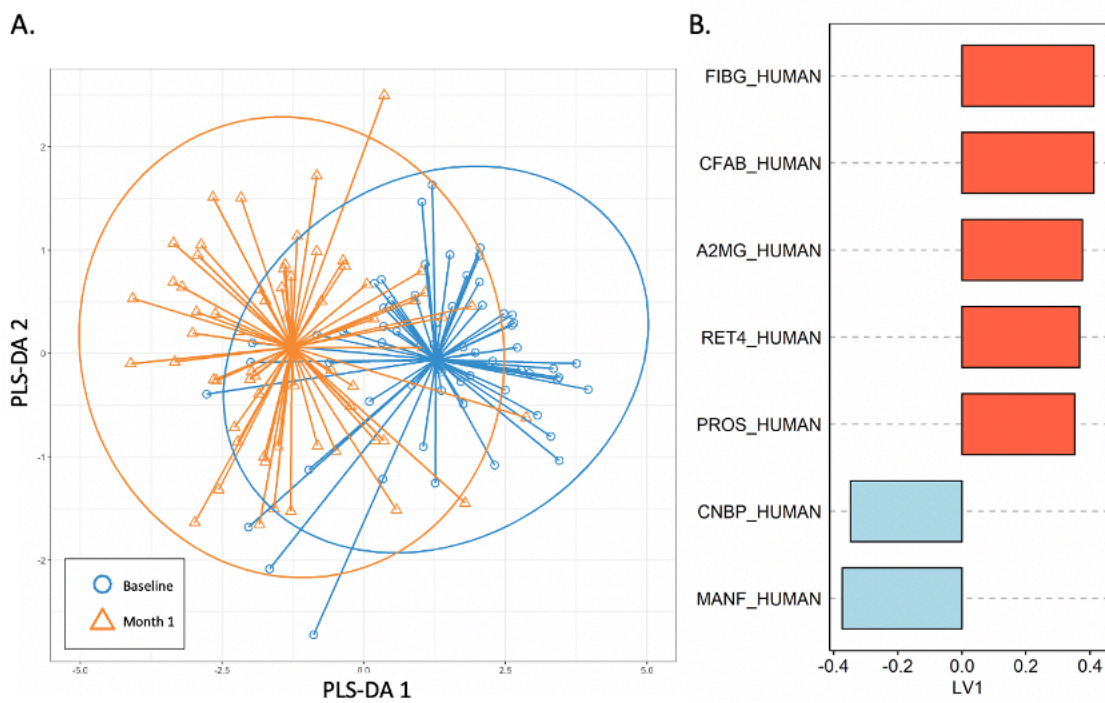 A.
PLS-DA 2
2
1
0
-1
-2
Baseline
Month 1
-5.0
-2.5
0.0
2.5
5.0
PLS-DA 1
B.
FIBG_HUMAN
CFAB_HUMAN
A2MG_HUMAN
RET4_HUMAN
PROS_HUMAN
CNBP_HUMAN
MANF_HUMAN
-0.4
-0.2
0.0
0.2
0.4
LV1